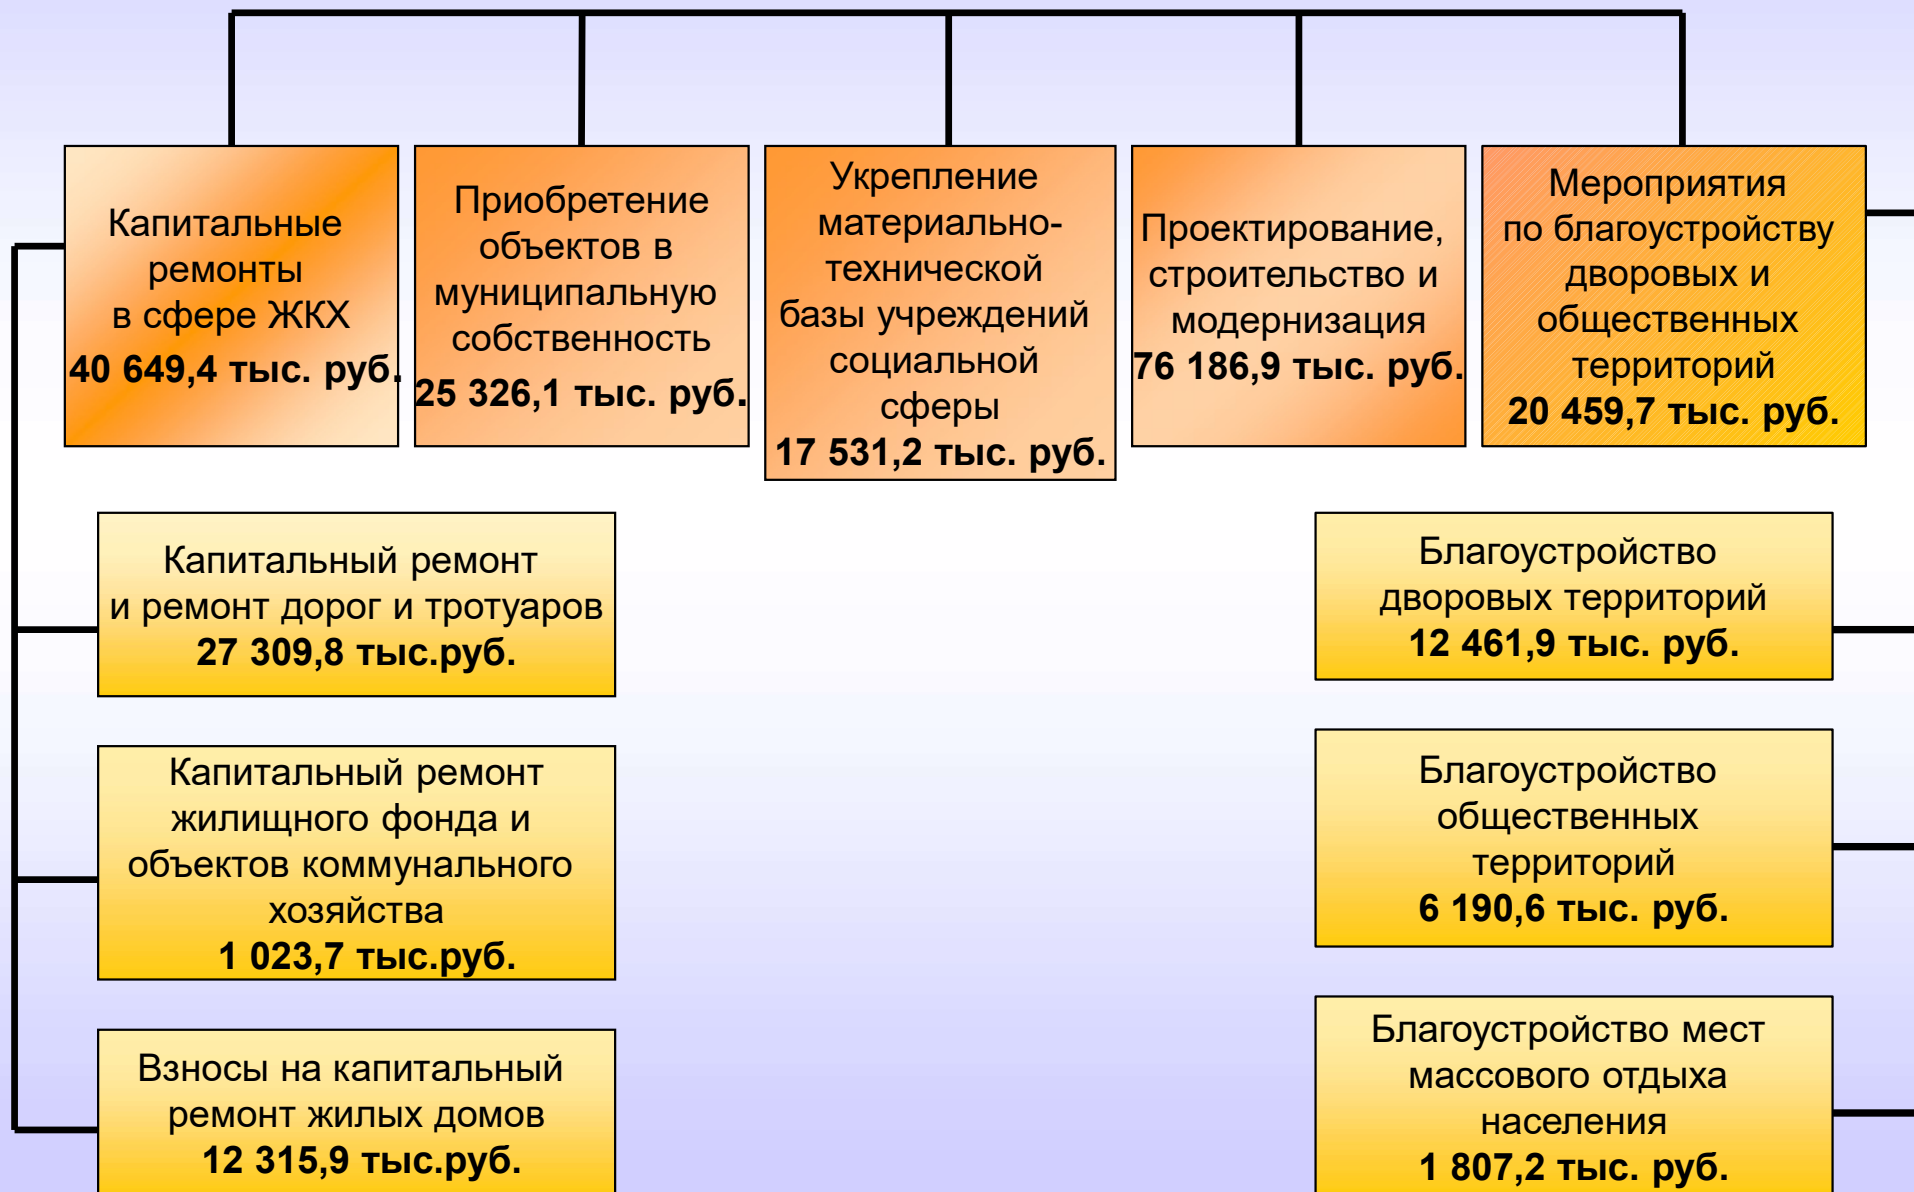 Капитальные
ремонты
в сфере ЖКХ
40 649,4 тыс. руб.
Приобретение
объектов в
муниципальную
собственность
25 326,1 тыс. руб.
Укрепление
материально-
технической
базы учреждений
социальной
сферы
17 531,2 тыс. руб.
Проектирование,
строительство и
модернизация
76 186,9 тыс. руб.
Мероприятия
по благоустройству
дворовых и
общественных
территорий
20 459,7 тыс. руб.
Капитальный ремонт
и ремонт дорог и тротуаров
27 309,8 тыс.руб.
Капитальный ремонт
жилищного фонда и
объектов коммунального
хозяйства
1 023,7 тыс.руб.
Взносы на капитальный
ремонт жилых домов
12 315,9 тыс.руб.
Благоустройство
дворовых территорий
12 461,9 тыс. руб.
Благоустройство
общественных
территорий
6 190,6 тыс. руб.
Благоустройство мест
массового отдыха
населения
1 807,2 тыс. руб.